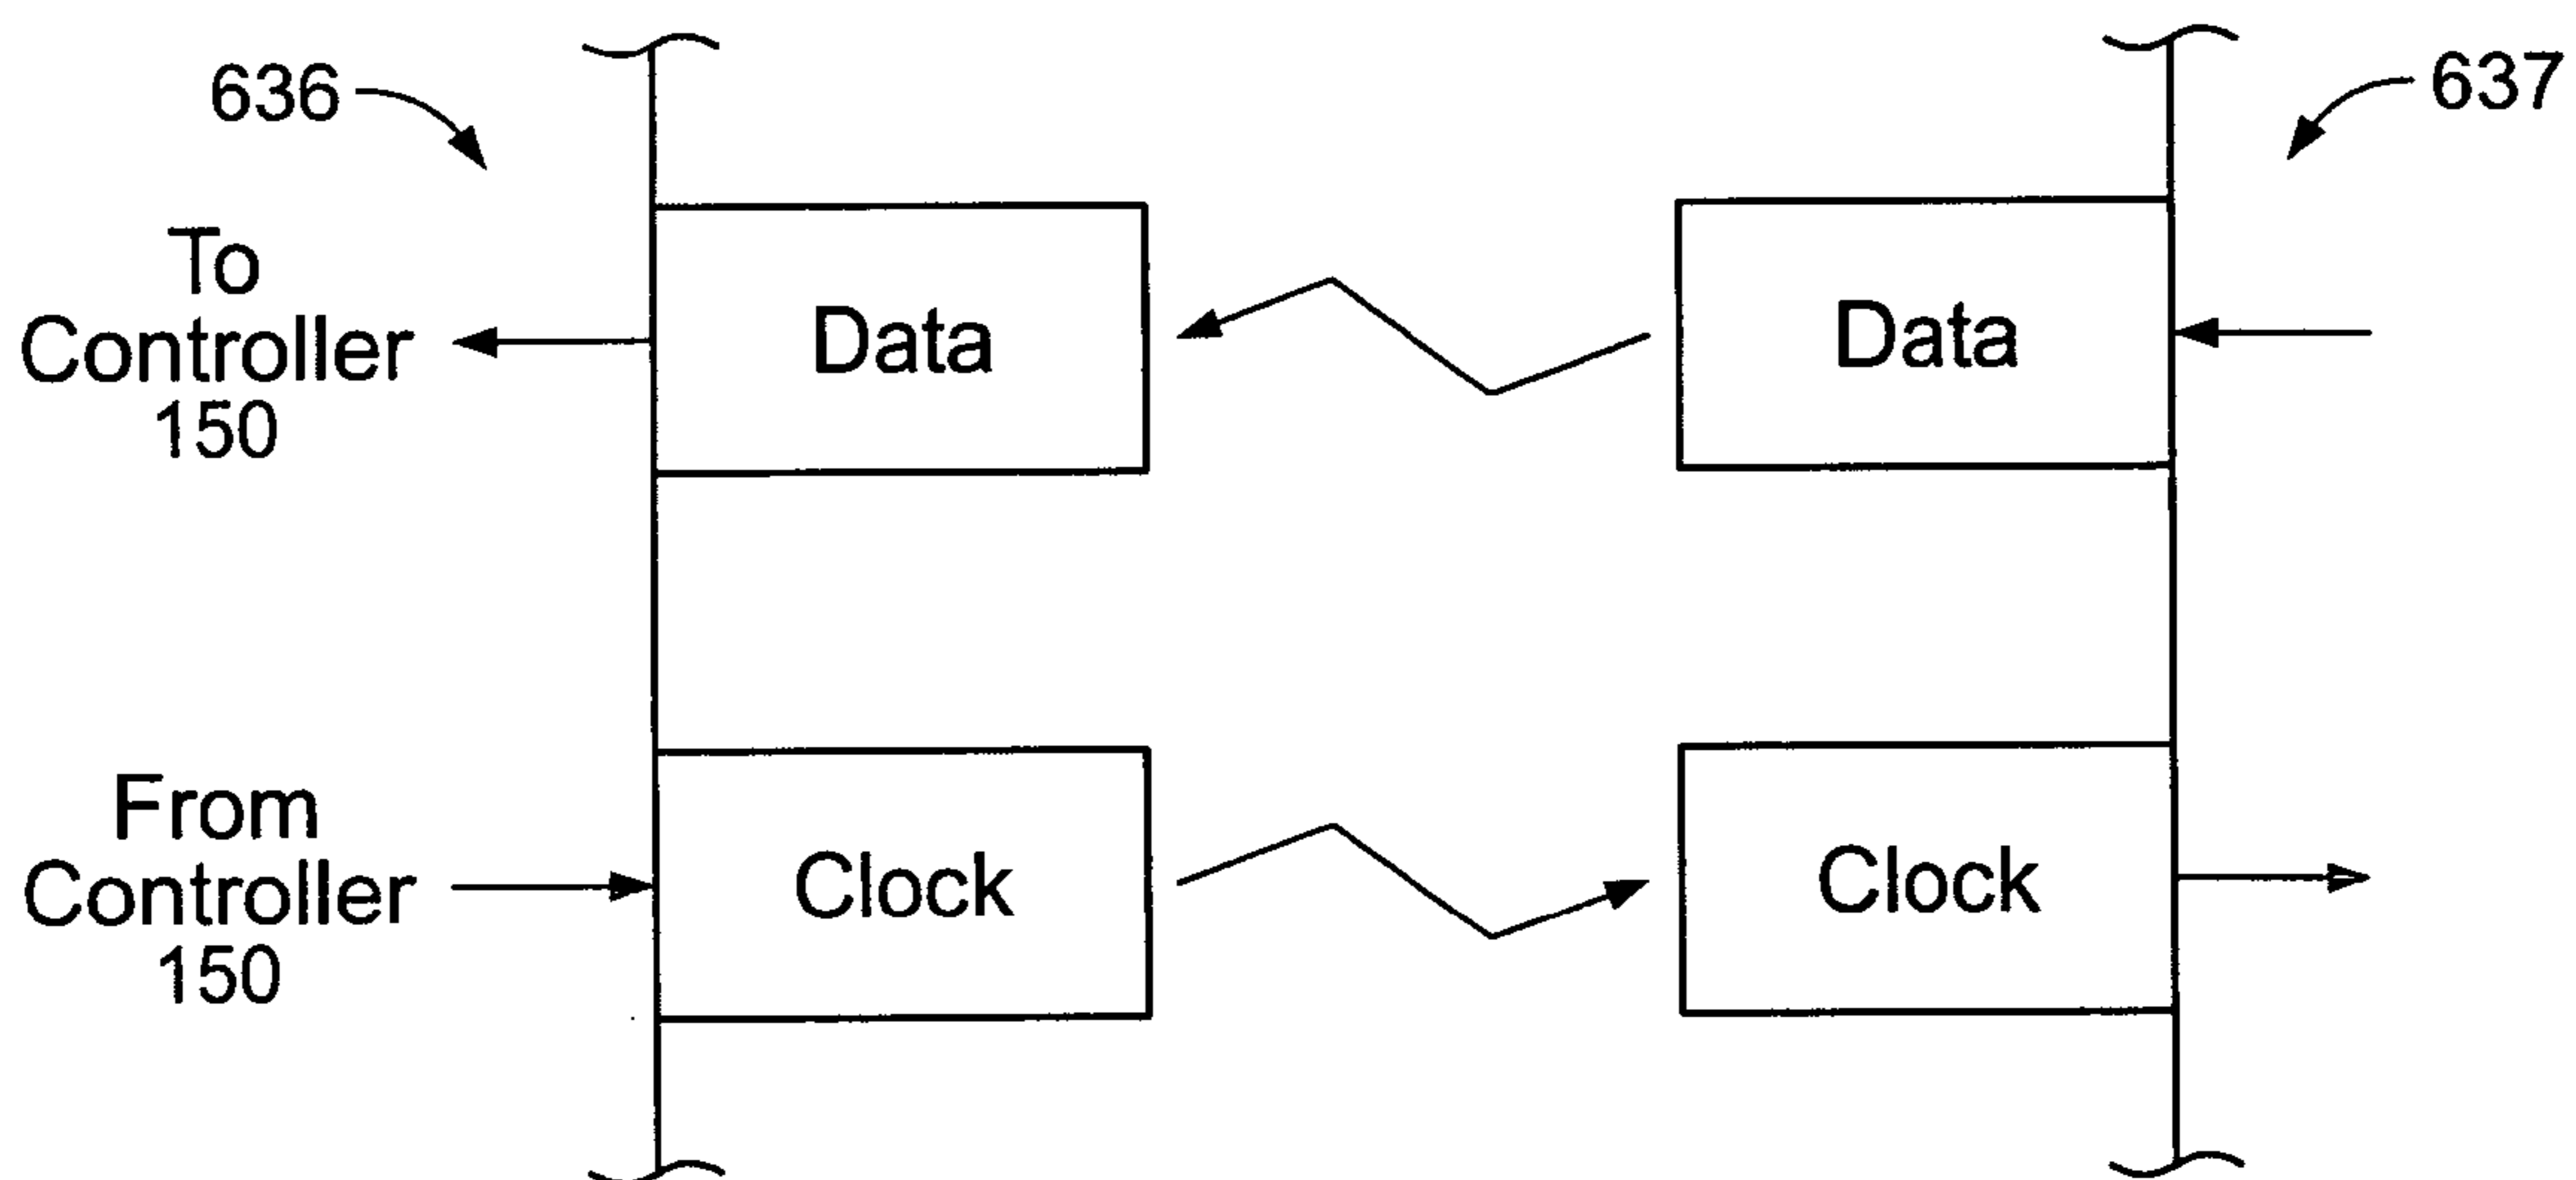 636
637
To
Controller
150
Data
Data
From
Controller
150
Clock
Clock